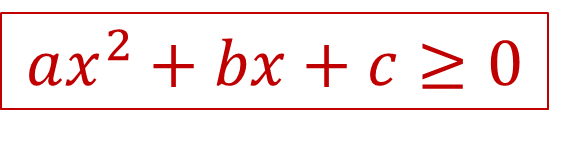 ax² + bx + c ≥ 0